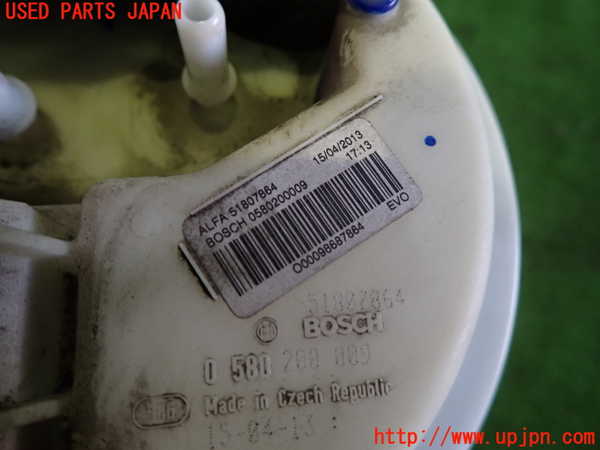 USED PARTS JAPAN
ALFA 51807864 15/04/2013
BOSCH 0580200009 17:13
O00098687864 EVO
51807864
BOSCH
0 580 200 009
Made in Czech Republic
15-04-13
http://www.upjpn.com/